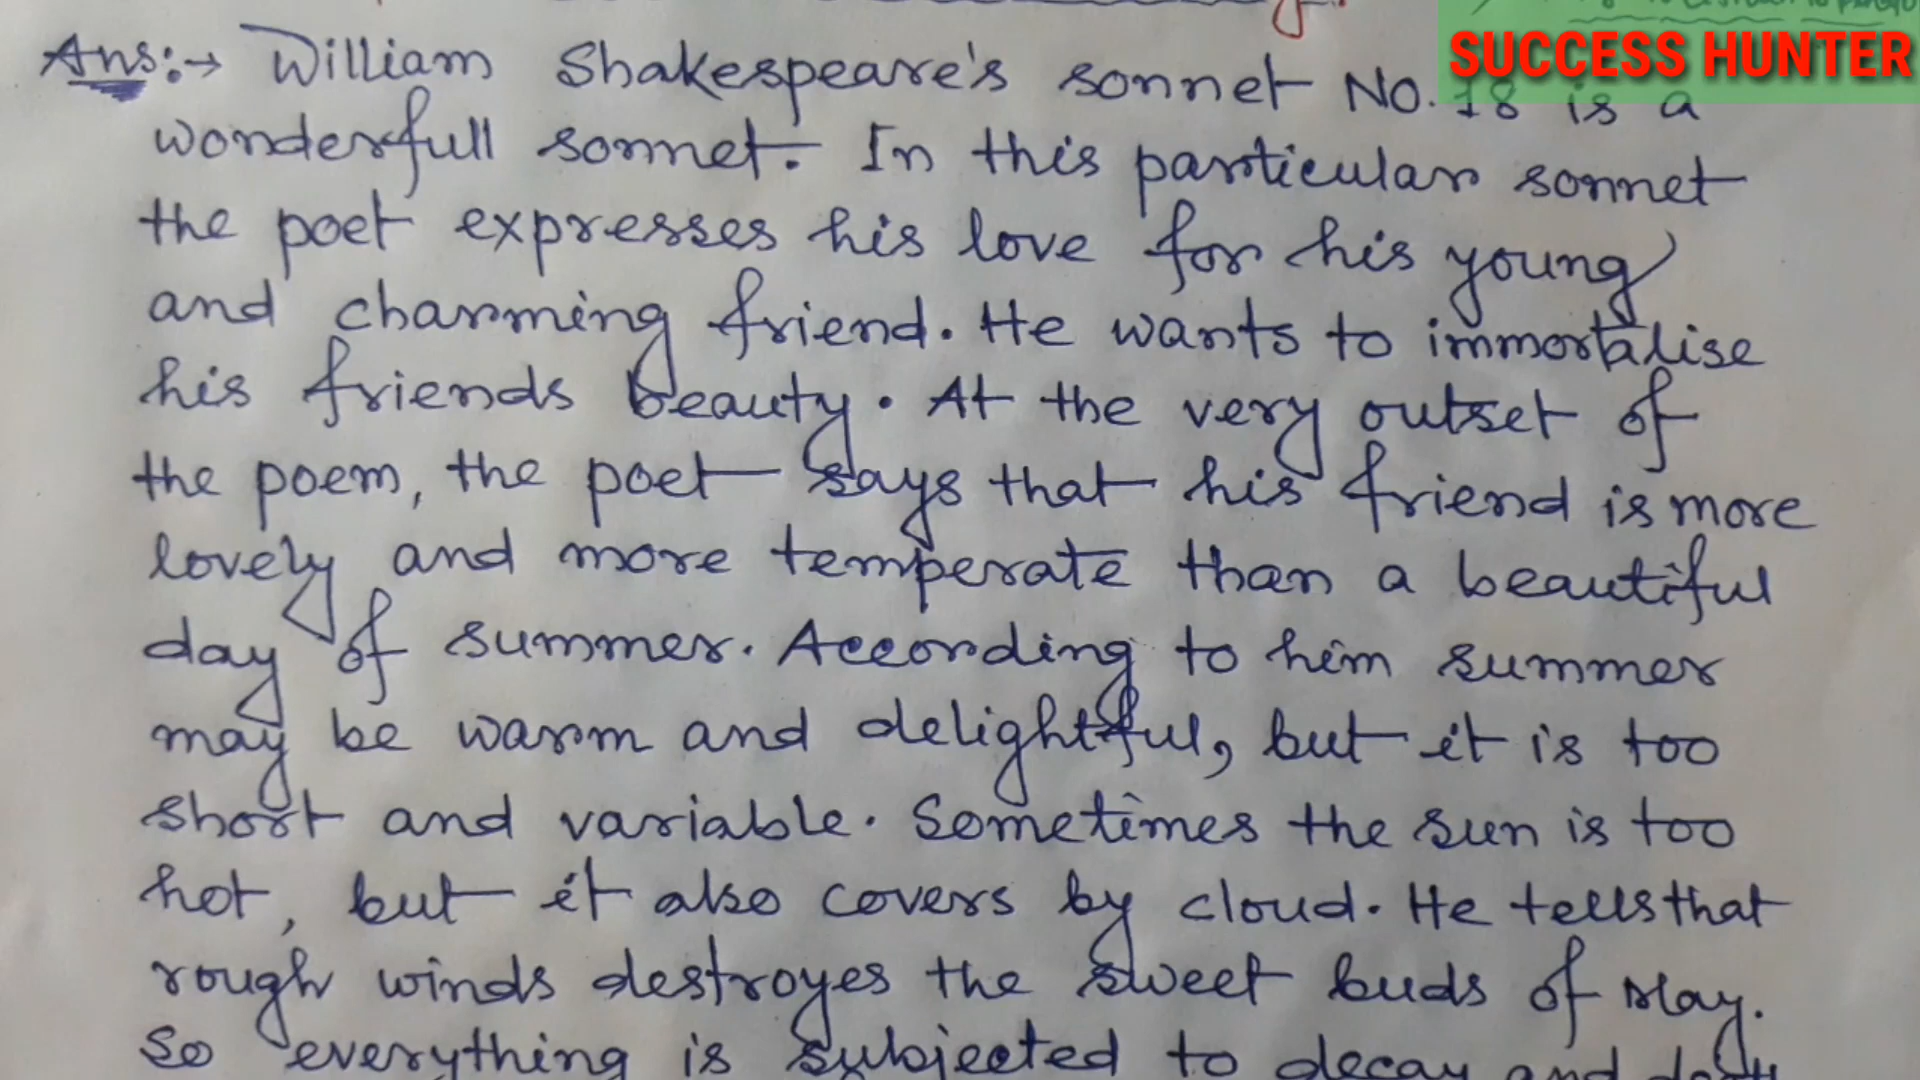 SUCCESS HUNTER
Ans:→ William Shakespeare's sonnet No. 18 is a
wonderfull sonnet. In this particular sonnet
the poet expresses his love for his young
and charming friend. He wants to immortalise
his friends beauty. At the very outset of
the poem, the poet says that his friend is more
lovely and more temperate than a beautiful
day of summer. According to him summer
may be warm and delightful, but it is too
short and variable. Sometimes the sun is too
hot, but it also covers by cloud. He tells that
rough winds destroyes the sweet buds of May.
So everything is subjected to decay and